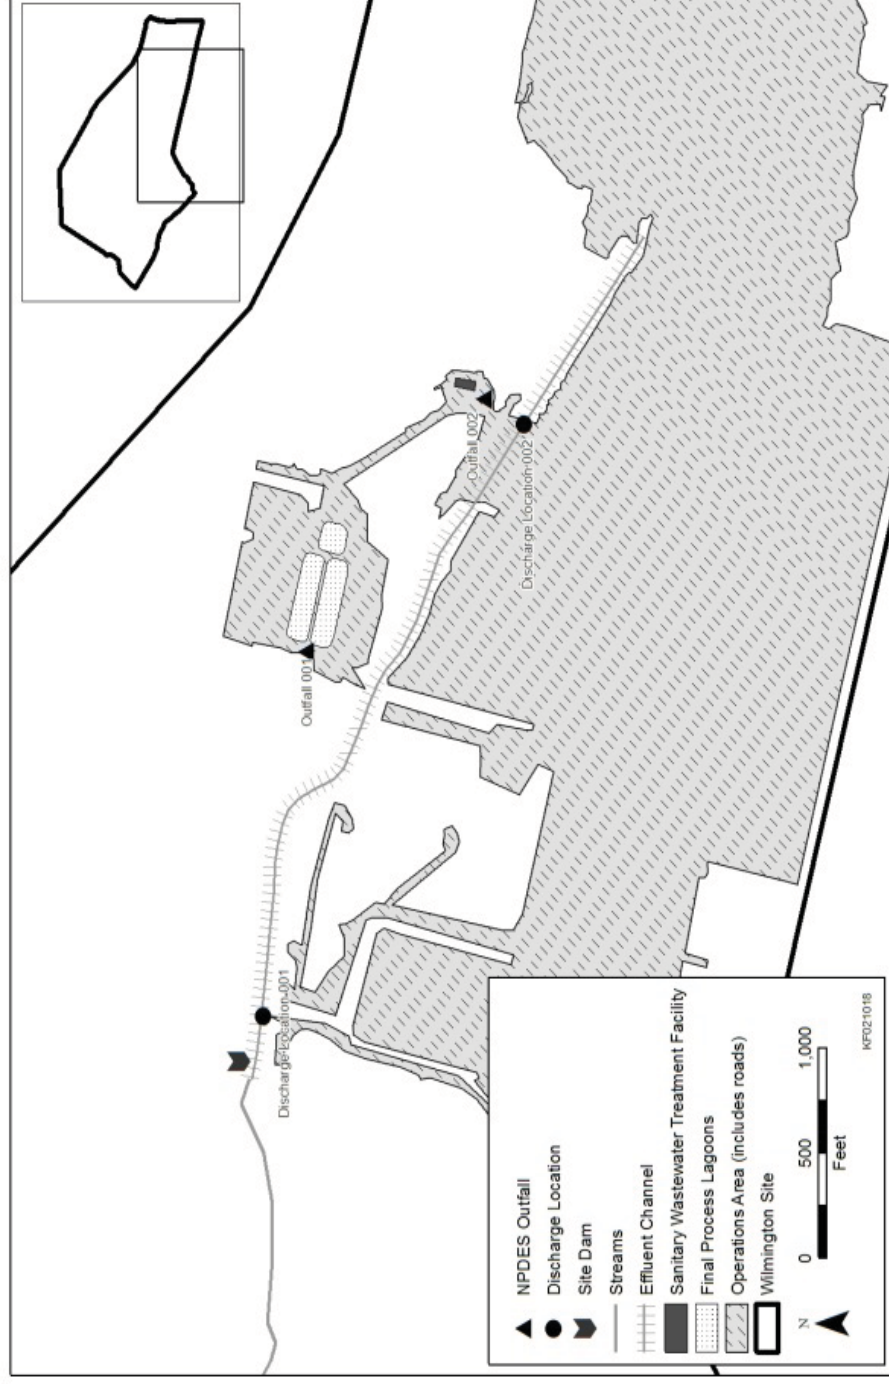 Outfall 002
Discharge Location 002
Outfall 001
Discharge Location 001
NPDES Outfall
Discharge Location
Site Dam
Streams
Effluent Channel
Sanitary Wastewater Treatment Facility
Final Process Lagoons
Operations Area (includes roads)
Wilmington Site
N
0 500 1,000
Feet
KF021018